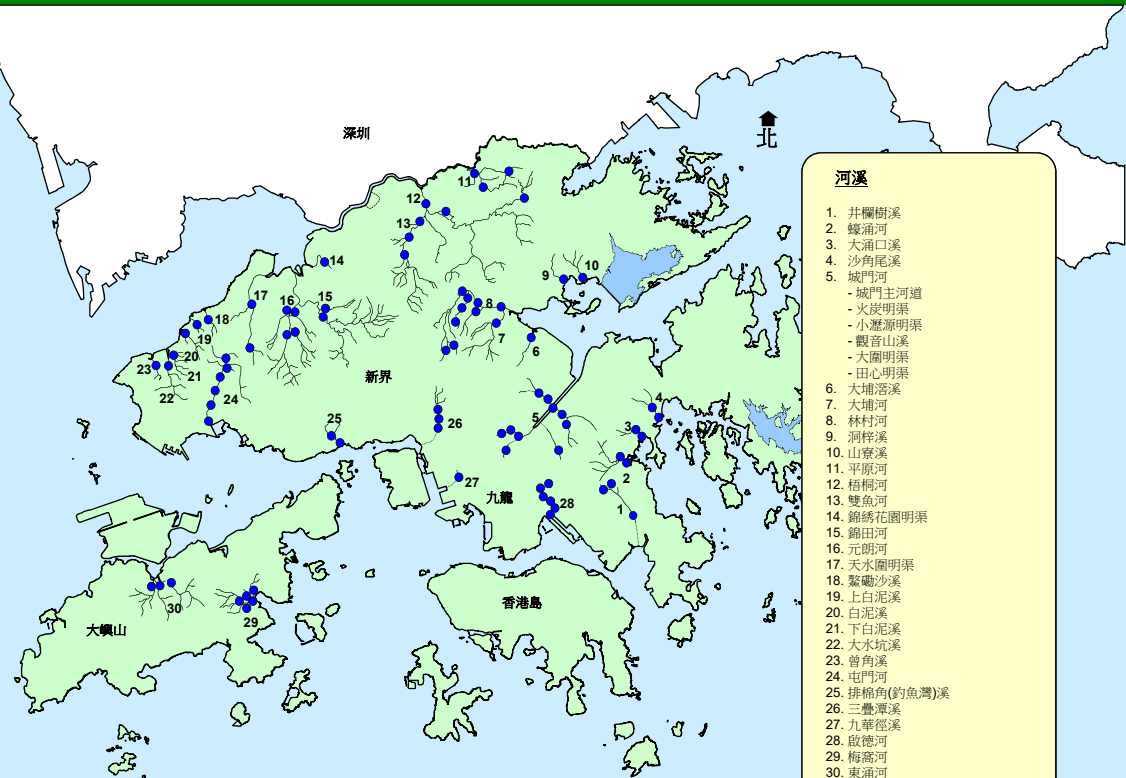 深圳
北
11
12
13
14
9
10
17
16
15
8
18
19
7
6
20
23
21
新界
22
24
4
25
5
3
26
2
27
九龍
28
1
香港島
30
29
大嶼山
河溪
1. 井欄樹溪
2. 蠔涌河
3. 大涌口溪
4. 沙角尾溪
5. 城門河
- 城門主河道
- 火炭明渠
- 小瀝源明渠
- 觀音山溪
- 大圍明渠
- 田心明渠
6. 大埔滘溪
7. 大埔河
8. 林村河
9. 洞梓溪
10. 山寮溪
11. 平原河
12. 梧桐河
13. 雙魚河
14. 錦綉花園明渠
15. 錦田河
16. 元朗河
17. 天水圍明渠
18. 鰲磡沙溪
19. 上白泥溪
20. 白泥溪
21. 下白泥溪
22. 大水坑溪
23. 曾角溪
24. 屯門河
25. 排棉角(釣魚灣)溪
26. 三疊潭溪
27. 九華徑溪
28. 啟德河
29. 梅窩河
30. 東涌河